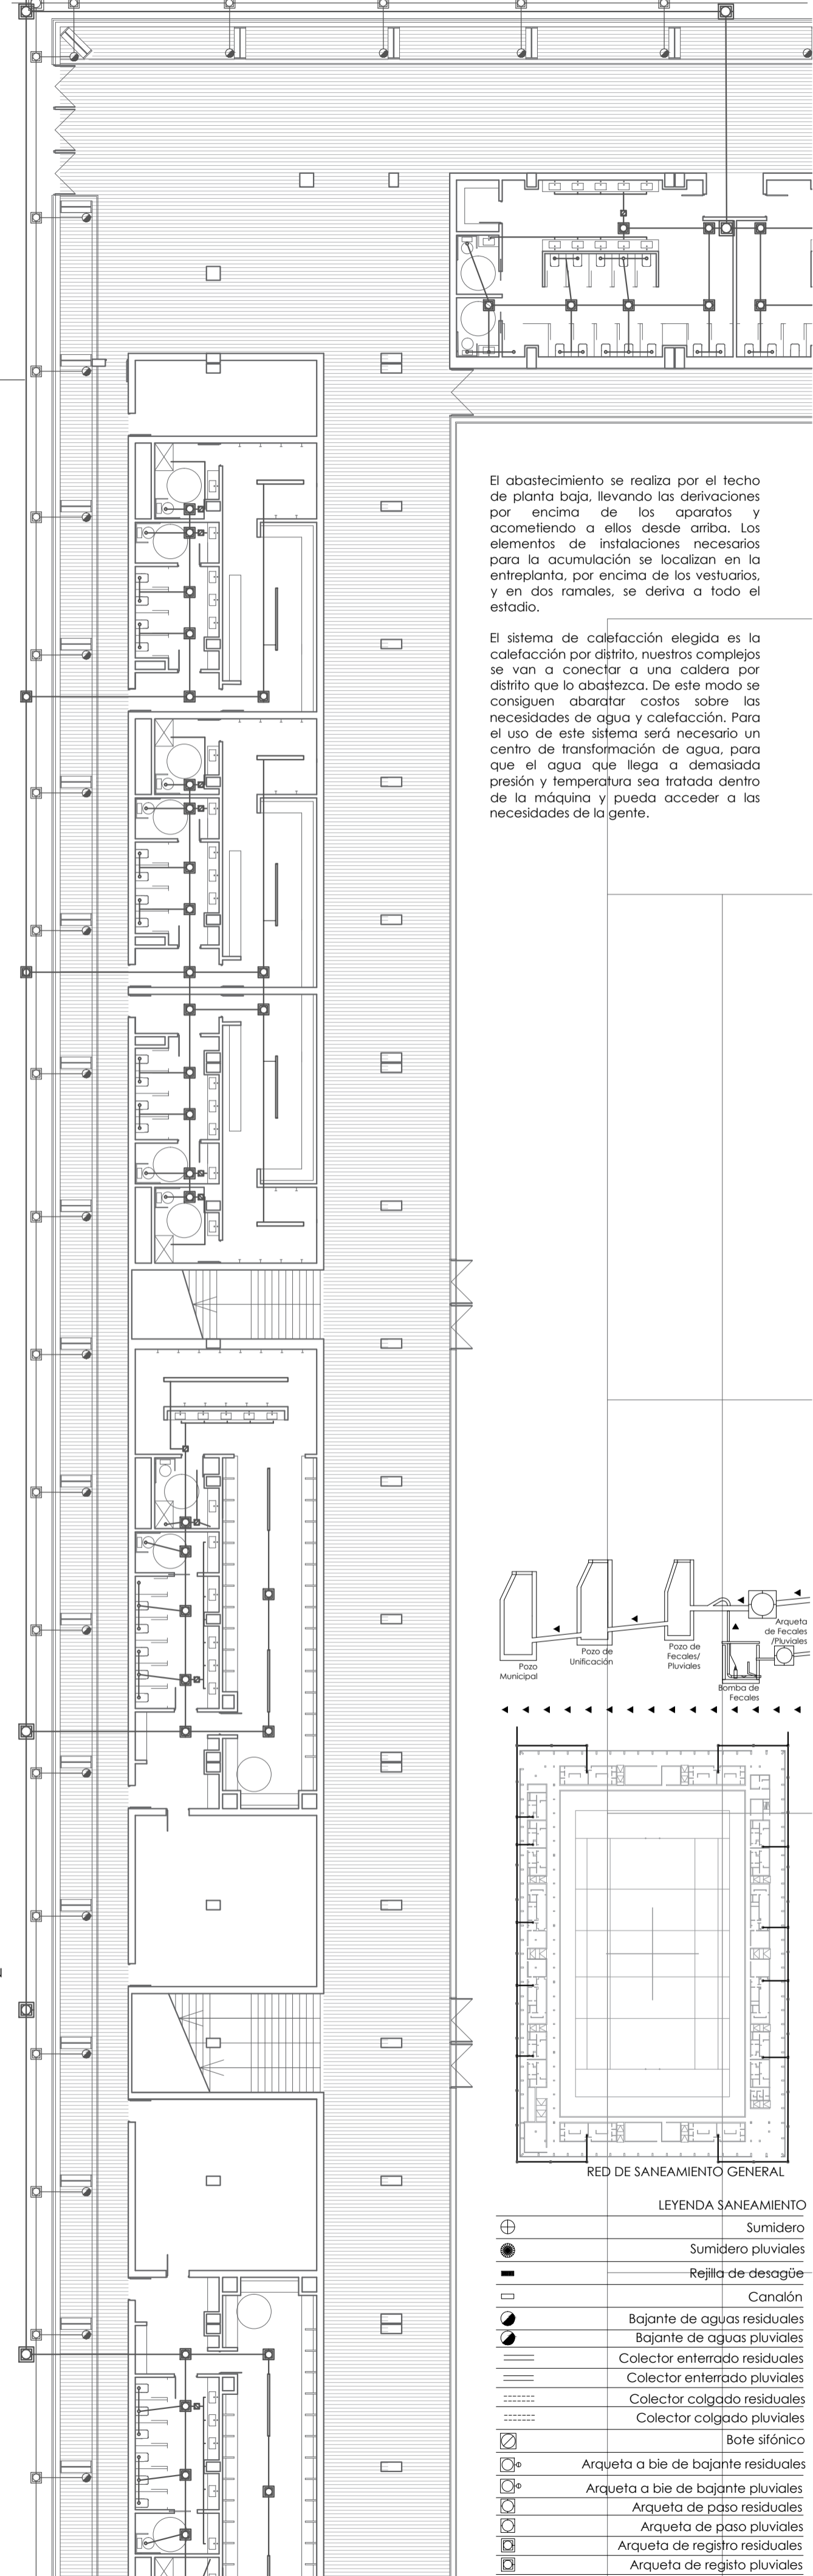 El abastecimiento se realiza por el techo
de planta baja, llevando las derivaciones
por encima de los aparatos y
acometiendo a ellos desde arriba. Los
elementos de instalaciones necesarios
para la acumulación se localizan en la
entreplanta, por encima de los vestuarios,
y en dos ramales, se deriva a todo el
estadio.
El sistema de calefacción elegida es la
calefacción por distrito, nuestros complejos
se van a conectar a una caldera por
distrito que lo abastezca. De este modo se
consiguen abaratar costos sobre las
necesidades de agua y calefacción. Para
el uso de este sistema será necesario un
centro de transformación de agua, para
que el agua que llega a demasiada
presión y temperatura sea tratada dentro
de la máquina y pueda acceder a las
necesidades de la gente.
Pozo
Municipal
Pozo de
Unificación
Pozo de
Fecales/
Pluviales
Arqueta
de Fecales
/Pluviales
Bomba de
Fecales
RED DE SANEAMIENTO GENERAL
LEYENDA SANEAMIENTO
Sumidero
Sumidero pluviales
Rejilla de desagüe
Canalón
Bajante de aguas residuales
Bajante de aguas pluviales
Colector enterrado residuales
Colector enterrado pluviales
Colector colgado residuales
Colector colgado pluviales
Bote sifónico
Arqueta a bie de bajante residuales
Arqueta a bie de bajante pluviales
Arqueta de paso residuales
Arqueta de paso pluviales
Arqueta de registro residuales
Arqueta de registo pluviales